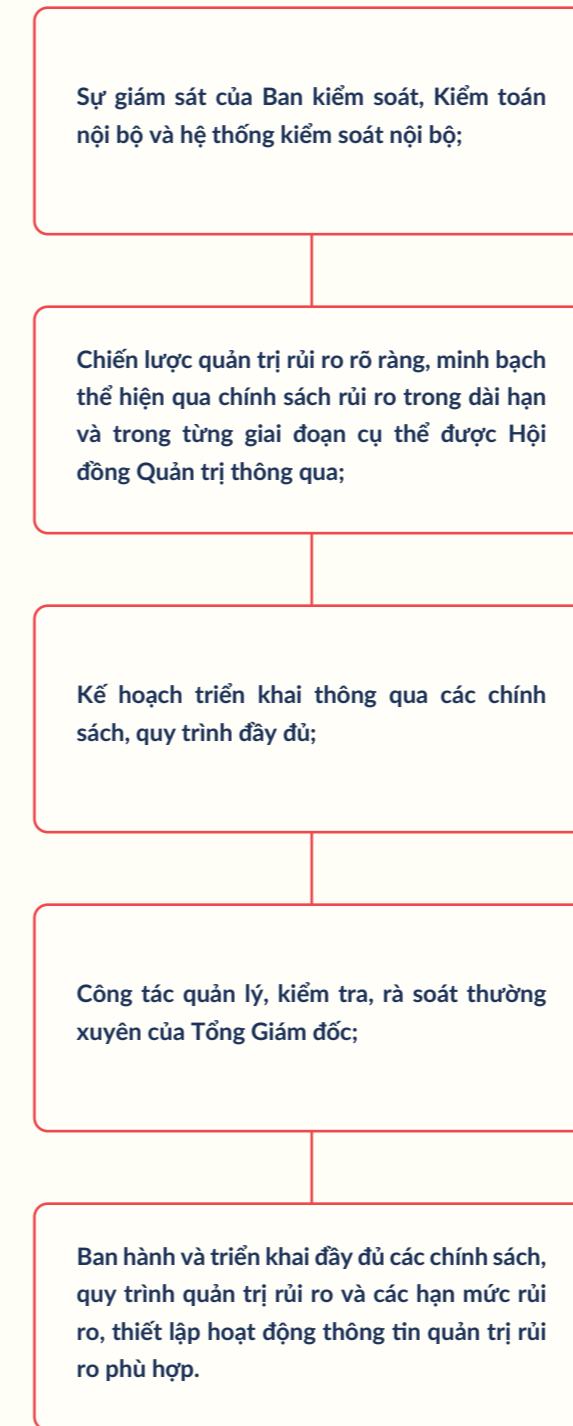 Sự giám sát của Ban kiểm soát, Kiểm toán
nội bộ và hệ thống kiểm soát nội bộ;
Chiến lược quản trị rủi ro rõ ràng, minh bạch
thể hiện qua chính sách rủi ro trong dài hạn
và trong từng giai đoạn cụ thể được Hội
đồng Quản trị thông qua;
Kế hoạch triển khai thông qua các chính
sách, quy trình đầy đủ;
Công tác quản lý, kiểm tra, rà soát thường
xuyên của Tổng Giám đốc;
Ban hành và triển khai đầy đủ các chính sách,
quy trình quản trị rủi ro và các hạn mức rủi
ro, thiết lập hoạt động thông tin quản trị rủi
ro phù hợp.